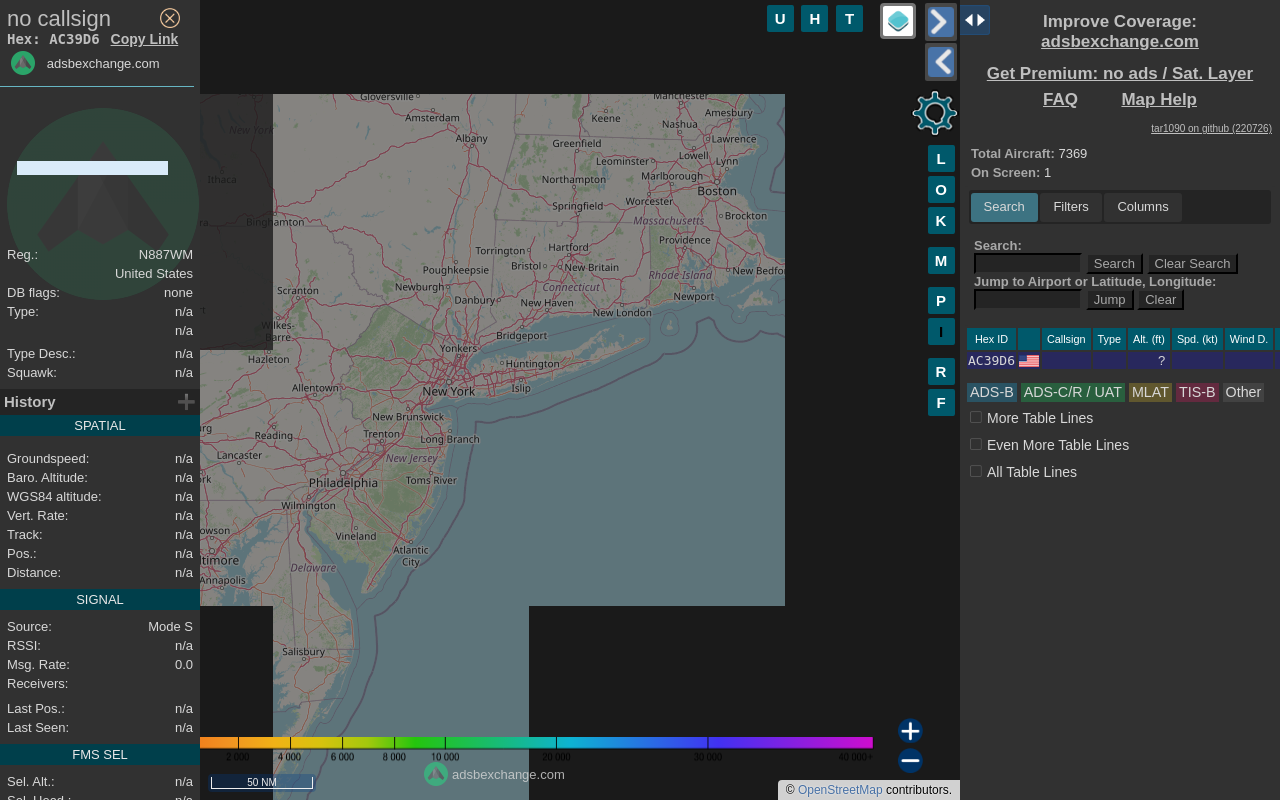 no callsign
Hex: AC39D6 Copy Link
adsbexchange.com
Reg.: N887WM
United States
DB flags: none
Type: n/a
n/a
Type Desc.: n/a
Squawk: n/a
History
SPATIAL
Groundspeed: n/a
Baro. Altitude: n/a
WGS84 altitude: n/a
Vert. Rate: n/a
Track: n/a
Pos.: n/a
Distance: n/a
SIGNAL
Source: Mode S
RSSI: n/a
Msg. Rate: 0.0
Receivers:
Last Pos.: n/a
Last Seen: n/a
FMS SEL
Sel. Alt.: n/a
U H T
L
O
K
M
P
I
R
F
Gloversville
Manchester
Amsterdam
Keene
Amesbury
New York
Nashua
Albany
Greenfield
Lawrence
Leominster
Lowell
Lynn
Ithaca
Northampton
Marlborough
Boston
Springfield
Worcester
Binghamton
Massachusetts
Brockton
Torrington
Hartford
Providence
Poughkeepsie
Bristol
New Britain
New Bedfo
Rhode Island
Scranton
Newburgh
Connecticut
Danbury
New Haven
Newport
New London
Wilkes-
Barre
Bridgeport
Hazleton
Yonkers
Huntington
Allentown
New York
Islip
New Brunswick
Reading
Trenton
Long Branch
Lancaster
New Jersey
Philadelphia
Toms River
Wilmington
Vineland
owson
Atlantic
City
ltimore
Delaware
Annapolis
Salisbury
2 000 4 000 6 000 8 000 10 000 20 000 30 000 40 000+
adsbexchange.com
50 NM
© OpenStreetMap contributors.
Improve Coverage:
adsbexchange.com
Get Premium: no ads / Sat. Layer
FAQ Map Help
tar1090 on github (220726)
Total Aircraft: 7369
On Screen: 1
Search Filters Columns
Search:
Search Clear Search
Jump to Airport or Latitude, Longitude:
Jump Clear
Hex ID Callsign Type Alt. (ft) Spd. (kt) Wind D.
AC39D6 ?
ADS-B ADS-C/R / UAT MLAT TIS-B Other
More Table Lines
Even More Table Lines
All Table Lines